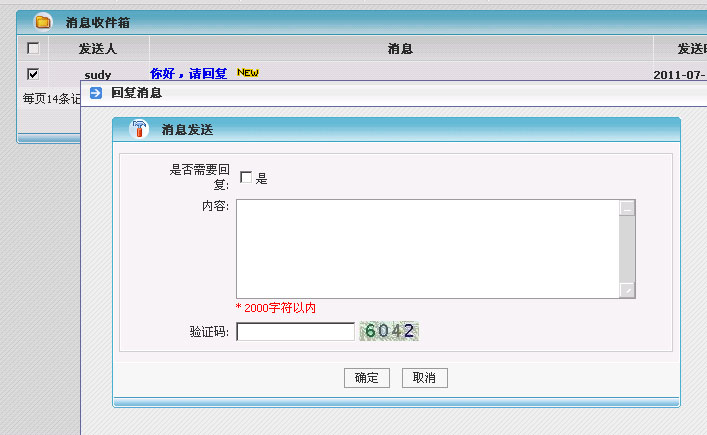 消息收件箱
发送人 消息 发送
sudy 你好，请回复 NEW 2011-07-
每页14条记
回复消息
消息发送
是否需要回
复: 是
内容:
* 2000字符以内
验证码: 6042
确定 取消